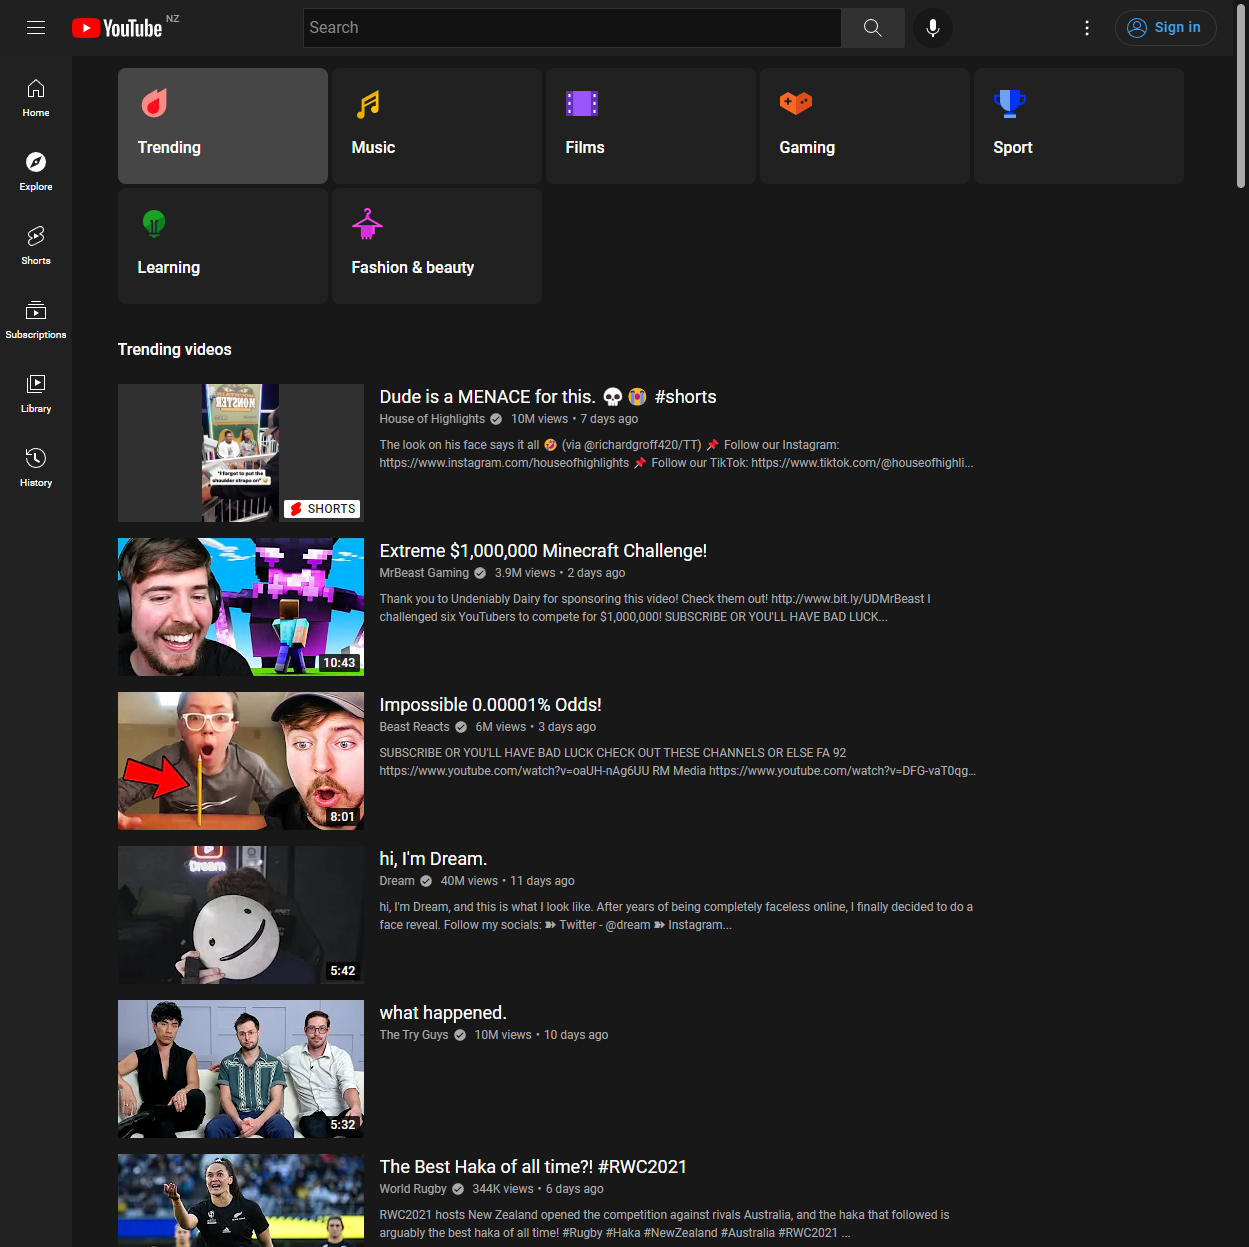 YouTube NZ
Search
Sign in
Home
Explore
Shorts
Subscriptions
Library
History
Trending
Music
Films
Gaming
Sport
Learning
Fashion & beauty
Trending videos
MONSTER
"I forgot to put the
shoulder straps on" 😅
SHORTS
Dude is a MENACE for this. 💀 😭 #shorts
House of Highlights 10M views • 7 days ago
The look on his face says it all 🤣 (via @richardgroff420/TT) 📌 Follow our Instagram:
https://www.instagram.com/houseofhighlights 📌 Follow our TikTok: https://www.tiktok.com/@houseofhighli...
10:43
Extreme $1,000,000 Minecraft Challenge!
MrBeast Gaming 3.9M views • 2 days ago
Thank you to Undeniably Dairy for sponsoring this video! Check them out! http://www.bit.ly/UDMrBeast I
challenged six YouTubers to compete for $1,000,000! SUBSCRIBE OR YOU'LL HAVE BAD LUCK...
8:01
Impossible 0.00001% Odds!
Beast Reacts 6M views • 3 days ago
SUBSCRIBE OR YOU'LL HAVE BAD LUCK CHECK OUT THESE CHANNELS OR ELSE FA 92
https://www.youtube.com/watch?v=oaUH-nAg6UU RM Media https://www.youtube.com/watch?v=DFG-vaT0qg...
Dream
5:42
hi, I'm Dream.
Dream 40M views • 11 days ago
hi, I'm Dream, and this is what I look like. After years of being completely faceless online, I finally decided to do a
face reveal. Follow my socials: ➽ Twitter - @dream ➽ Instagram...
5:32
what happened.
The Try Guys 10M views • 10 days ago
The Best Haka of all time?! #RWC2021
World Rugby 344K views • 6 days ago
RWC2021 hosts New Zealand opened the competition against rivals Australia, and the haka that followed is
arguably the best haka of all time! #Rugby #Haka #NewZealand #Australia #RWC2021 ...